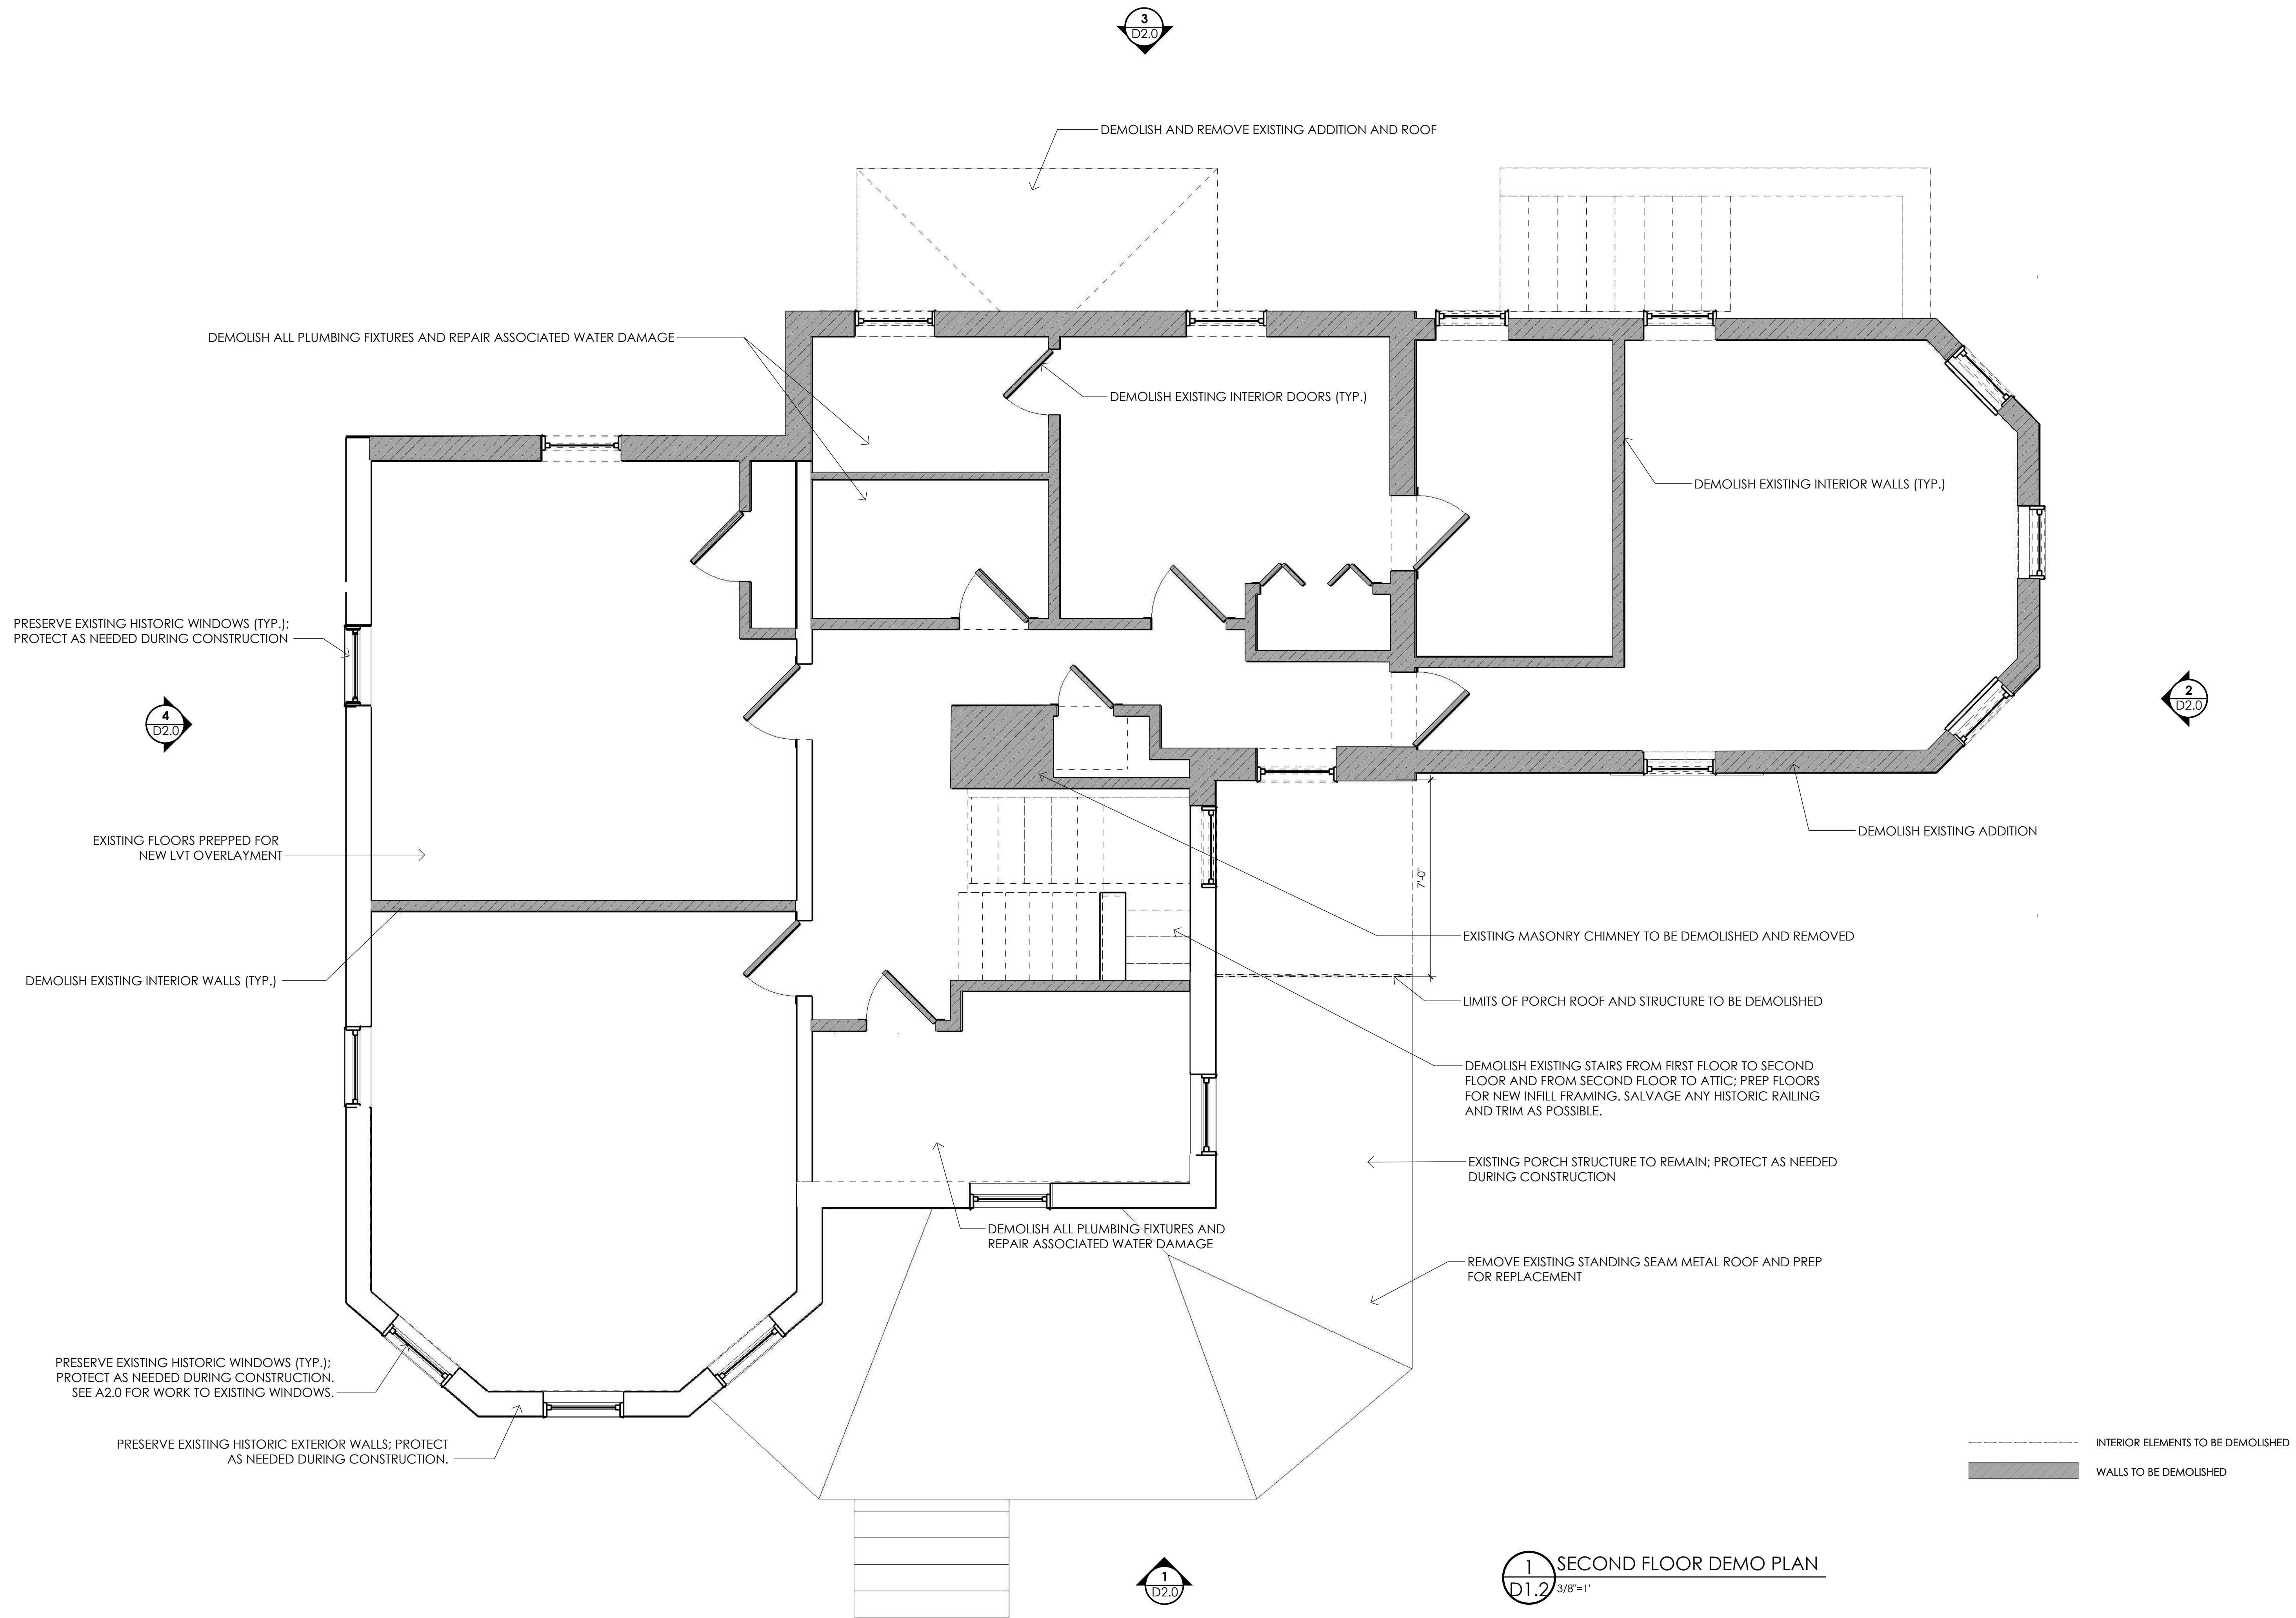 3
D2.0
DEMOLISH AND REMOVE EXISTING ADDITION AND ROOF
DEMOLISH ALL PLUMBING FIXTURES AND REPAIR ASSOCIATED WATER DAMAGE
DEMOLISH EXISTING INTERIOR DOORS (TYP.)
DEMOLISH EXISTING INTERIOR WALLS (TYP.)
PRESERVE EXISTING HISTORIC WINDOWS (TYP.);
PROTECT AS NEEDED DURING CONSTRUCTION
4
D2.0
2
D2.0
EXISTING FLOORS PREPPED FOR
NEW LVT OVERLAYMENT
DEMOLISH EXISTING ADDITION
7'-0"
EXISTING MASONRY CHIMNEY TO BE DEMOLISHED AND REMOVED
DEMOLISH EXISTING INTERIOR WALLS (TYP.)
LIMITS OF PORCH ROOF AND STRUCTURE TO BE DEMOLISHED
DEMOLISH EXISTING STAIRS FROM FIRST FLOOR TO SECOND
FLOOR AND FROM SECOND FLOOR TO ATTIC; PREP FLOORS
FOR NEW INFILL FRAMING. SALVAGE ANY HISTORIC RAILING
AND TRIM AS POSSIBLE.
EXISTING PORCH STRUCTURE TO REMAIN; PROTECT AS NEEDED
DURING CONSTRUCTION
DEMOLISH ALL PLUMBING FIXTURES AND
REPAIR ASSOCIATED WATER DAMAGE
REMOVE EXISTING STANDING SEAM METAL ROOF AND PREP
FOR REPLACEMENT
PRESERVE EXISTING HISTORIC WINDOWS (TYP.);
PROTECT AS NEEDED DURING CONSTRUCTION.
SEE A2.0 FOR WORK TO EXISTING WINDOWS.
PRESERVE EXISTING HISTORIC EXTERIOR WALLS; PROTECT
AS NEEDED DURING CONSTRUCTION.
INTERIOR ELEMENTS TO BE DEMOLISHED
WALLS TO BE DEMOLISHED
1
D2.0
1
D1.2
SECOND FLOOR DEMO PLAN
3/8"=1'